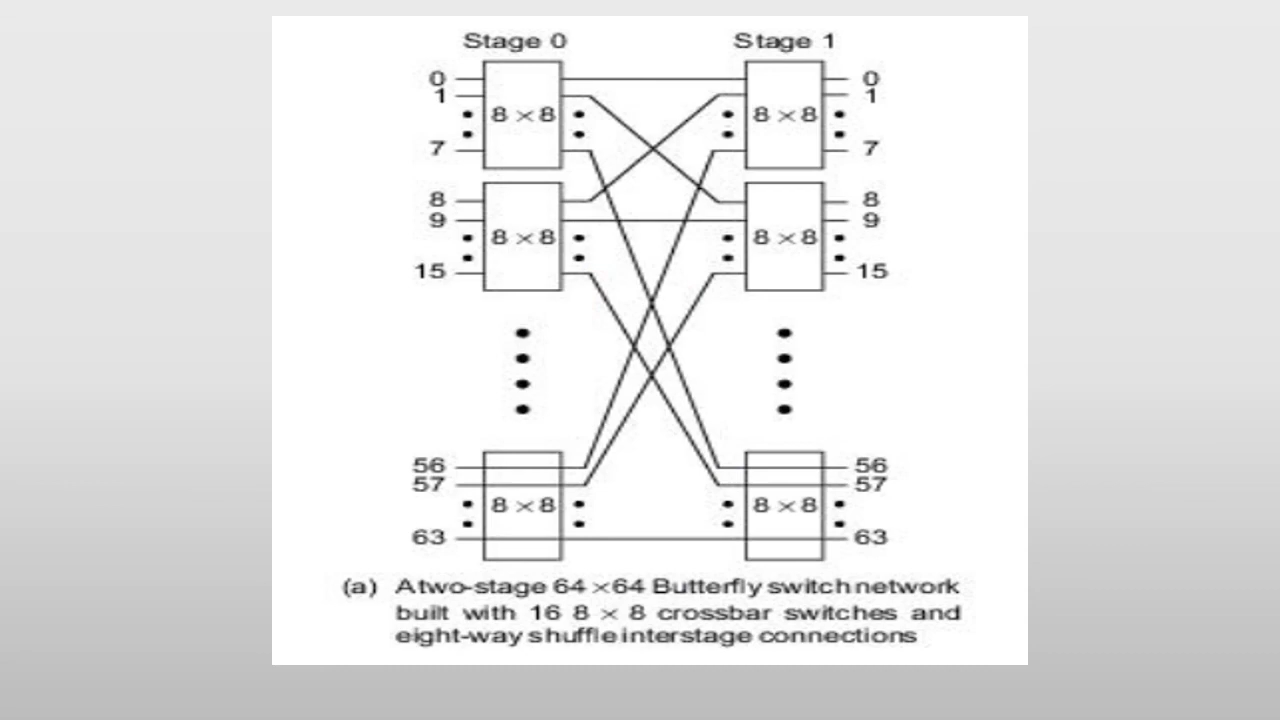 Stage 0 Stage 1
0 0
1 1
8 × 8 8 × 8
7 7
8 8
9 9
8 × 8 8 × 8
15 15
56 56
57 57
8 × 8 8 × 8
63 63
(a) A two-stage 64 × 64 Butterfly switch network
built with 16 8 × 8 crossbar switches and
eight-way shuffle interstage connections